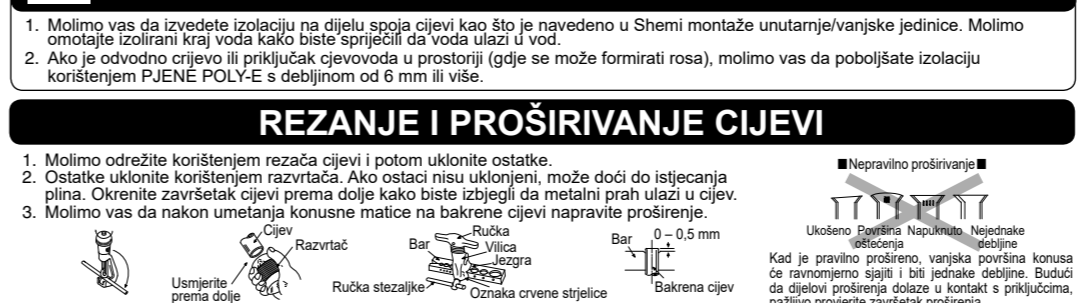 1. Molimo vas da izvedete izolaciju na dijelu spoja cijevi kao što je navedeno u Shemi montaže unutarnje/vanjske jedinice. Molimo
omotajte izolirani kraj voda kako biste spriječili da voda ulazi u vod.
2. Ako je odvodno crijevo ili priključak cjevovoda u prostoriji (gdje se može formirati rosa), molimo vas da poboljšate izolaciju
korištenjem PJENE POLY-E s debljinom od 6 mm ili više.
REZANJE I PROŠIRIVANJE CIJEVI
1. Molimo odrežite korištenjem rezača cijevi i potom uklonite ostatke.
2. Ostatke uklonite korištenjem razvrtača. Ako ostaci nisu uklonjeni, može doći do istjecanja
plina. Okrenite završetak cijevi prema dolje kako biste izbjegli da metalni prah ulazi u cijev.
3. Molimo vas da nakon umetanja konusne matice na bakrene cijevi napravite proširenje.
Cijev
Razvrtač
Usmjerite
prema dolje
Bar
Ručka
Vilica
Jezgra
Ručka stezaljke
Oznaka crvene strjelice
Bar
0 – 0,5 mm
Bakrena cijev
■Nepravilno proširivanje■
Ukošeno Površina Napuknuto Nejednake
oštećenja debljine
Kad je pravilno prošireno, vanjska površina konusa
će ravnomjerno sjajiti i biti jednake debljine. Budući
da dijelovi proširenja dolaze u kontakt s priključcima,
pažljivo provjerite završetak proširenja.